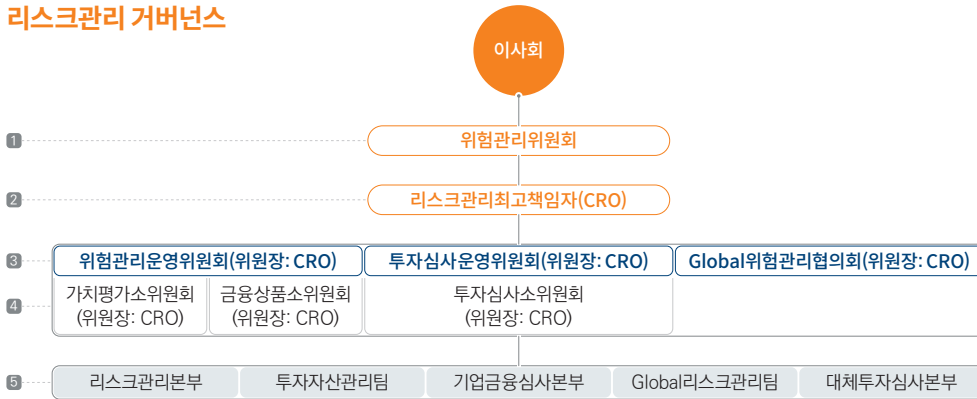 리스크관리 거버넌스
이사회
1
위험관리위원회
2
리스크관리최고책임자(CRO)
3
위험관리운영위원회(위원장: CRO)
투자심사운영위원회(위원장: CRO)
Global위험관리협의회(위원장: CRO)
4
가치평가소위원회
(위원장: CRO)
금융상품소위원회
(위원장: CRO)
투자심사소위원회
(위원장: CRO)
5
리스크관리본부
투자자산관리팀
기업금융심사본부
Global리스크관리팀
대체투자심사본부